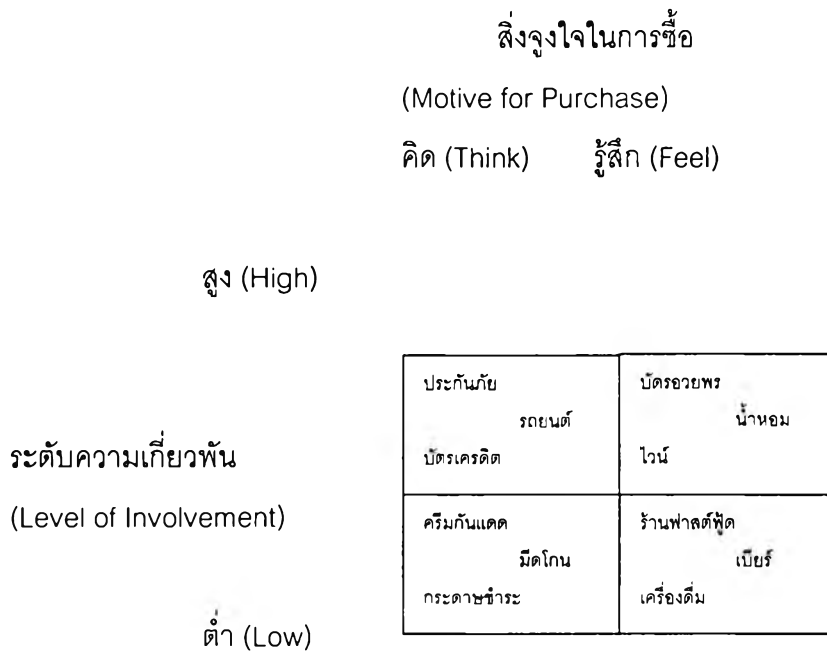 สิ่งจูงใจในการซื้อ
(Motive for Purchase)
คิด (Think) รู้สึก (Feel)
สูง (High)
ประกันภัย บัตรอวยพร
รถยนต์ น้ำหอม
ระดับความเกี่ยวพัน
บัตรเครดิต ไวน์
(Level of Involvement)
ครีมกันแดด ร้านฟาสต์ฟู้ด
มีดโกน เบียร์
กระดาษชำระ เครื่องดื่ม
ต่ำ (Low)